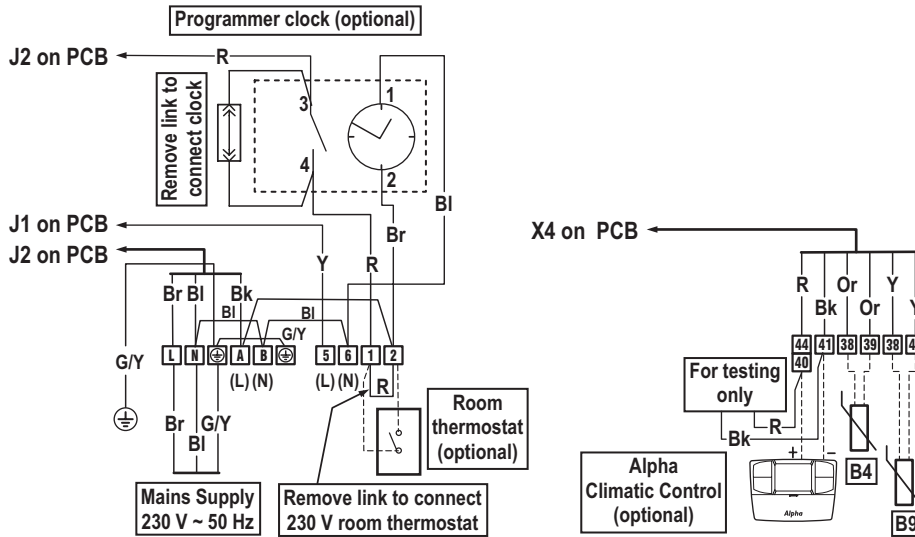 Programmer clock (optional)
J2 on PCB
R
Remove link to
connect clock
3
1
4
2
Bl
Br
J1 on PCB
J2 on PCB
Y
R
Br Bl
Bk
Bl
Bl
G/Y
G/Y
L N A B 5 6 1 2
(L) (N) (L) (N)
R
Br
G/Y
Bl
Room
thermostat
(optional)
Mains Supply
230 V ~ 50 Hz
Remove link to connect
230 V room thermostat
X4 on PCB
R
Or
Y
Bk
Or
44 41 38 39 38
40
For testing
only
R
Bk
+ –
B4
B9
Alpha
Climatic Control
(optional)
Alpha